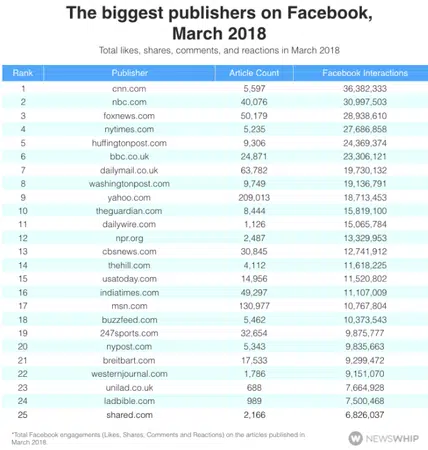 The biggest publishers on Facebook,
March 2018
Total likes, shares, comments, and reactions in March 2018
Rank Publisher Article Count Facebook Interactions
1 cnn.com 5,597 36,382,333
2 nbc.com 40,076 30,997,503
3 foxnews.com 50,179 28,938,610
4 nytimes.com 5,235 27,686,858
5 huffingtonpost.com 9,306 24,369,374
6 bbc.co.uk 24,871 23,306,121
7 dailymail.co.uk 63,782 19,730,132
8 washingtonpost.com 9,749 19,136,791
9 yahoo.com 209,013 18,713,453
10 theguardian.com 8,444 15,819,100
11 dailywire.com 1,126 15,065,784
12 npr.org 2,487 13,329,953
13 cbsnews.com 30,845 12,741,912
14 thehill.com 4,112 11,618,225
15 usatoday.com 14,956 11,520,802
16 indiatimes.com 49,297 11,107,009
17 msn.com 130,977 10,767,804
18 buzzfeed.com 5,462 10,373,543
19 247sports.com 32,654 9,875,777
20 nypost.com 5,343 9,835,663
21 breitbart.com 17,533 9,299,472
22 westernjournal.com 1,786 9,151,070
23 unilad.co.uk 688 7,664,928
24 ladbible.com 989 7,500,468
25 shared.com 2,166 6,826,037
*Total Facebook engagements (Likes, Shares, Comments and Reactions) on the articles published in
March 2018.
NEWSWHIP